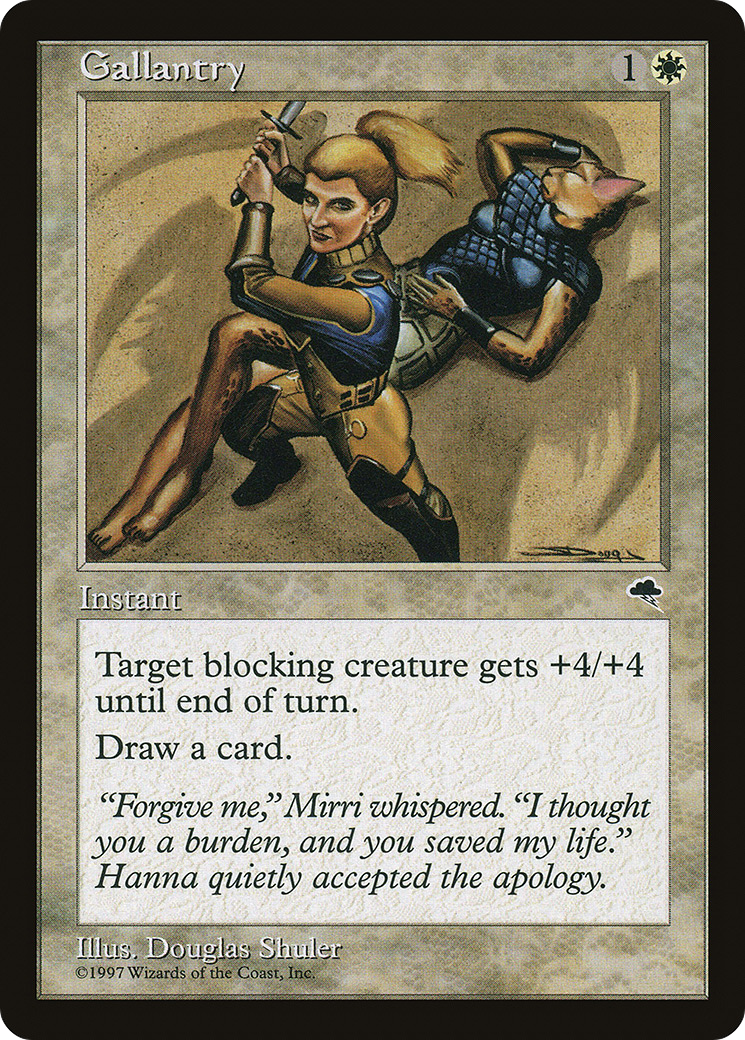 Gallantry 1
Doug
Instant
Target blocking creature gets +4/+4
until end of turn.
Draw a card.
“Forgive me,” Mirri whispered. “I thought
you a burden, and you saved my life.”
Hanna quietly accepted the apology.
Illus. Douglas Shuler
©1997 Wizards of the Coast, Inc.